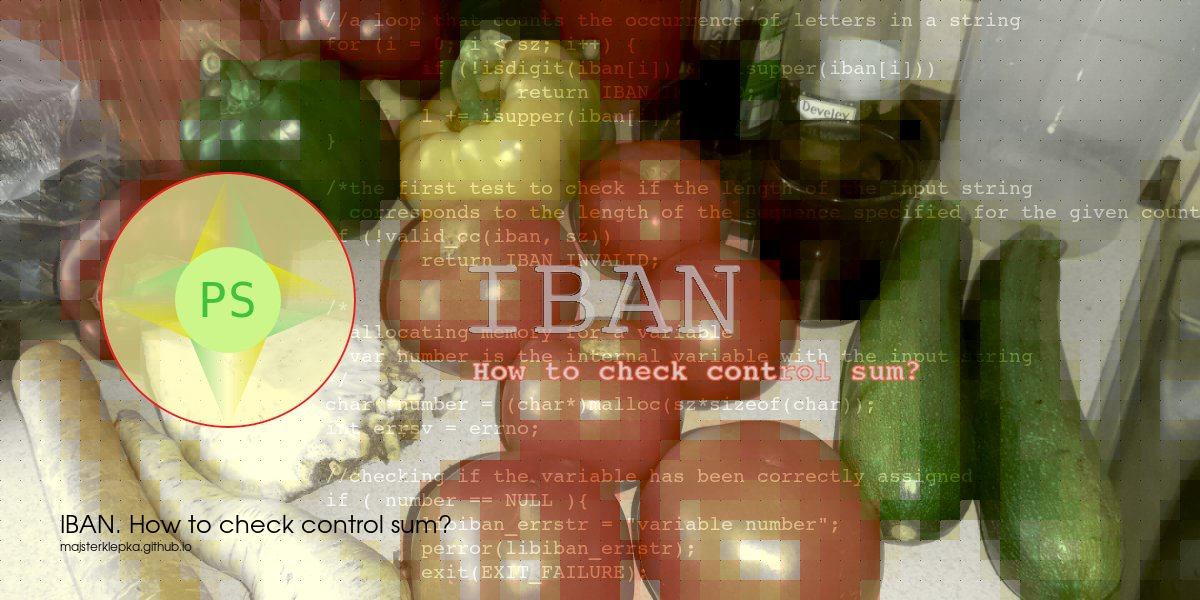 //a loop that counts the occurrence of letters in a string
for (i = 0; i < sz; i++) {
if (!isdigit(iban[i]) supper(iban[i]))
return IBAN
i += isupper(iban[
}
Develey
/*the first test to check if the length of the input string
corresponds to the length of the sequence specified for the given count
if (!valid_cc(iban, sz))
return IBAN_INVALID;
PS
IBAN
/*
allocating memory for a variable
var number is the internal variable with the input string
How to check control sum?
char* number = (char*)malloc(sz*sizeof(char));
int errsv = errno;
//checking if the variable has been correctly assigned
if ( number == NULL ){
IBAN. How to check control sum?
libiban_errstr = "variable number";
majsterklepka.github.io
perror(libiban_errstr);
exit(EXIT_FAILURE);